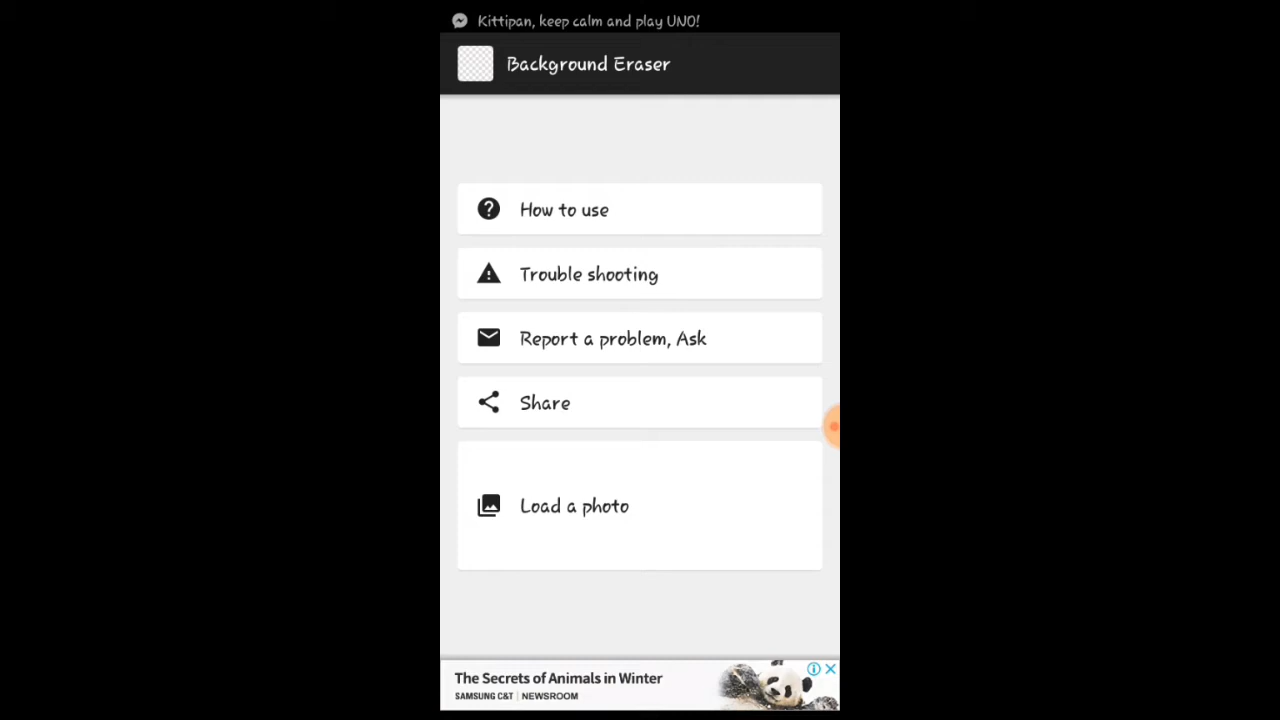 Kittipan, keep calm and play UNO!
Background Eraser
How to use
Trouble shooting
Report a problem, Ask
Share
Load a photo
The Secrets of Animals in Winter
SAMSUNG C&T | NEWSROOM